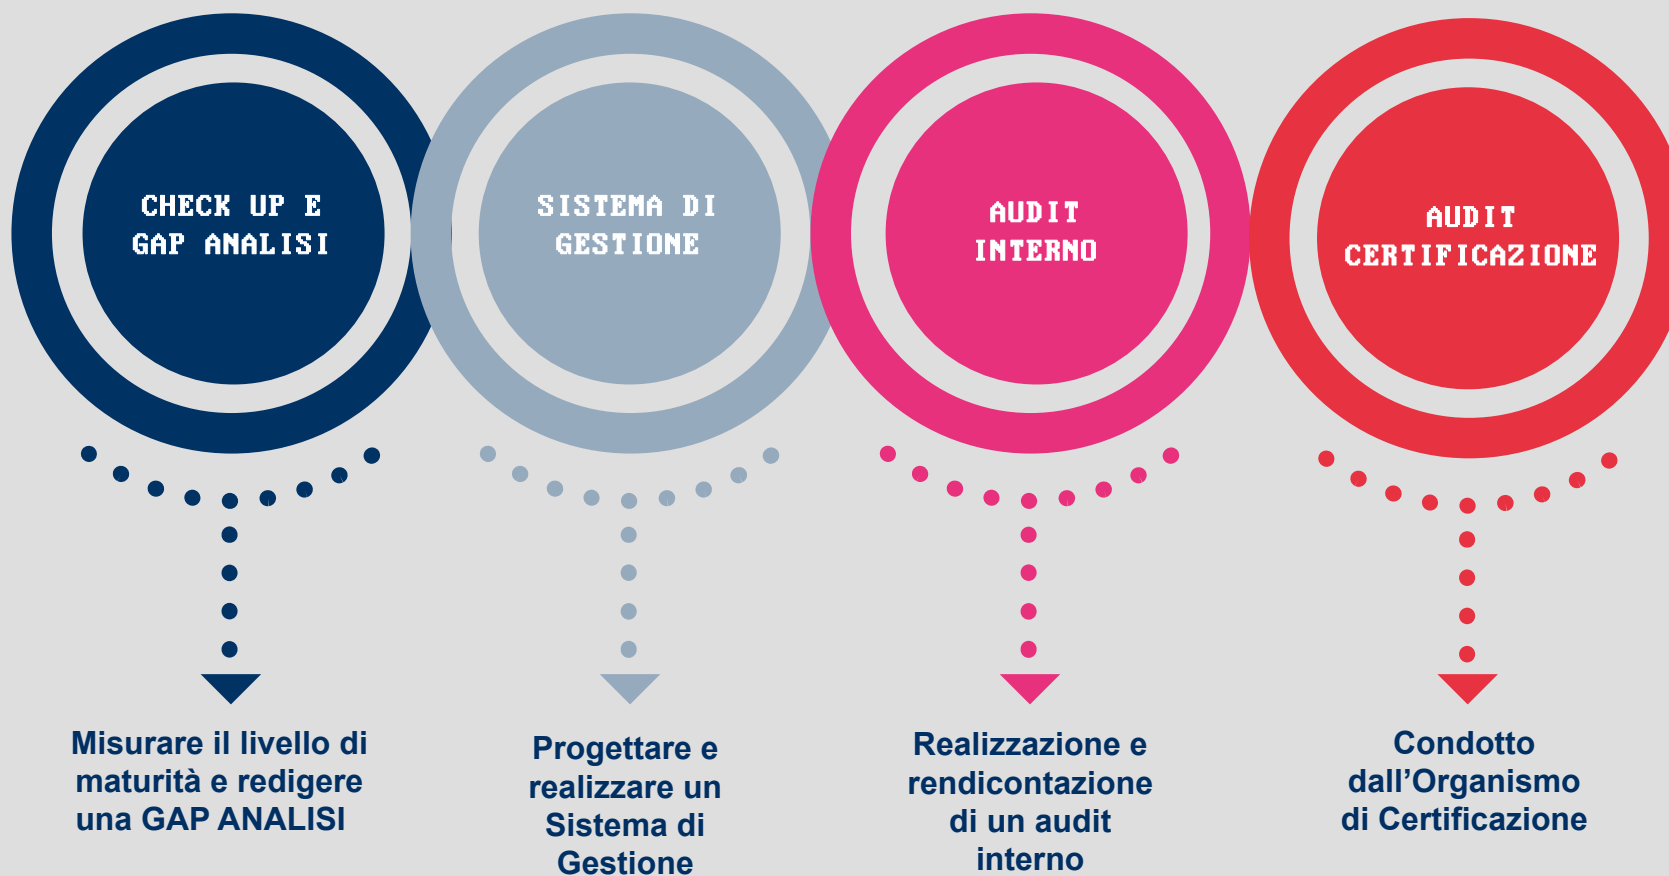 CHECK UP E
GAP ANALISI
SISTEMA DI
GESTIONE
AUDIT
INTERNO
AUDIT
CERTIFICAZIONE
Misurare il livello di
maturità e redigere
una GAP ANALISI
Progettare e
realizzare un
Sistema di
Gestione
Realizzazione e
rendicontazione
di un audit
interno
Condotto
dall’Organismo
di Certificazione